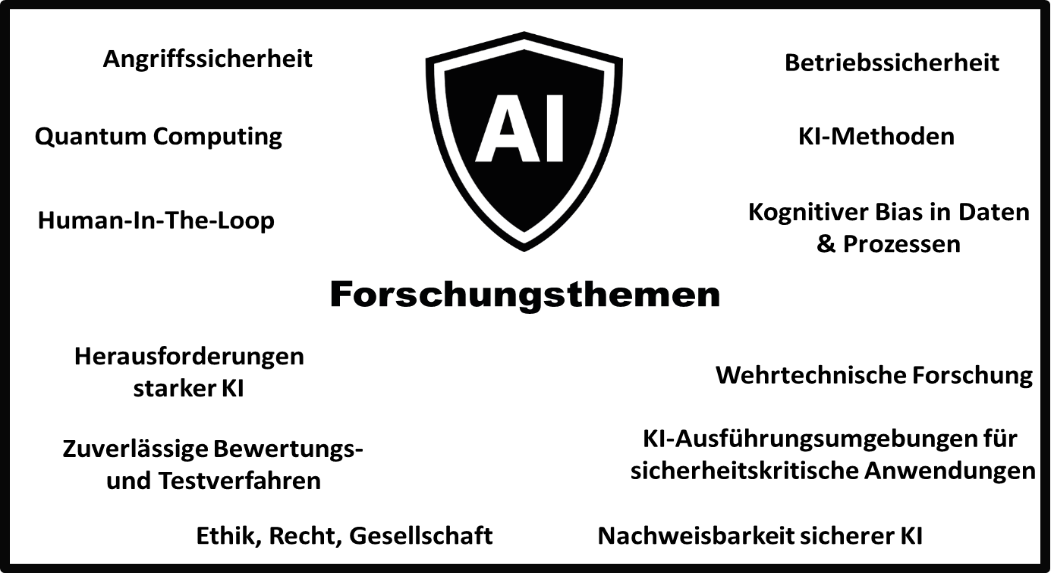 AI
Angriffssicherheit
Betriebssicherheit
Quantum Computing
KI-Methoden
Human-In-The-Loop
Kognitiver Bias in Daten
& Prozessen
Forschungsthemen
Herausforderungen
starker KI
Wehrtechnische Forschung
Zuverlässige Bewertungs-
und Testverfahren
KI-Ausführungsumgebungen für
sicherheitskritische Anwendungen
Ethik, Recht, Gesellschaft
Nachweisbarkeit sicherer KI